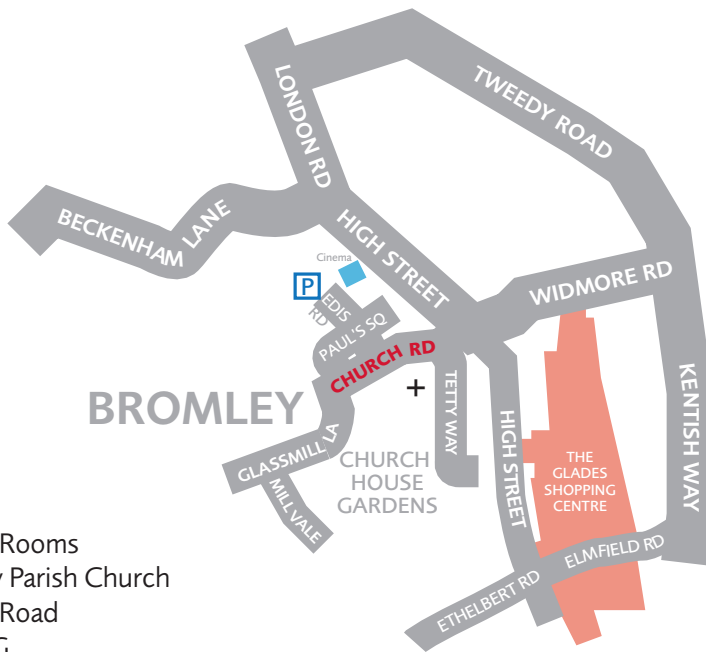 LONDON RD
TWEEDY ROAD
BECKENHAM LANE
HIGH STREET
Cinema
P
EDIS RD
PAUL'S SQ
WIDMORE RD
CHURCH RD
BROMLEY
TETTY WAY
HIGH STREET
KENTISH WAY
GLASSMILL LA
MILL VALE
CHURCH
HOUSE
GARDENS
THE
GLADES
SHOPPING
CENTRE
ELMFIELD RD
ETHELBERT RD
Rooms
Parish Church
Road